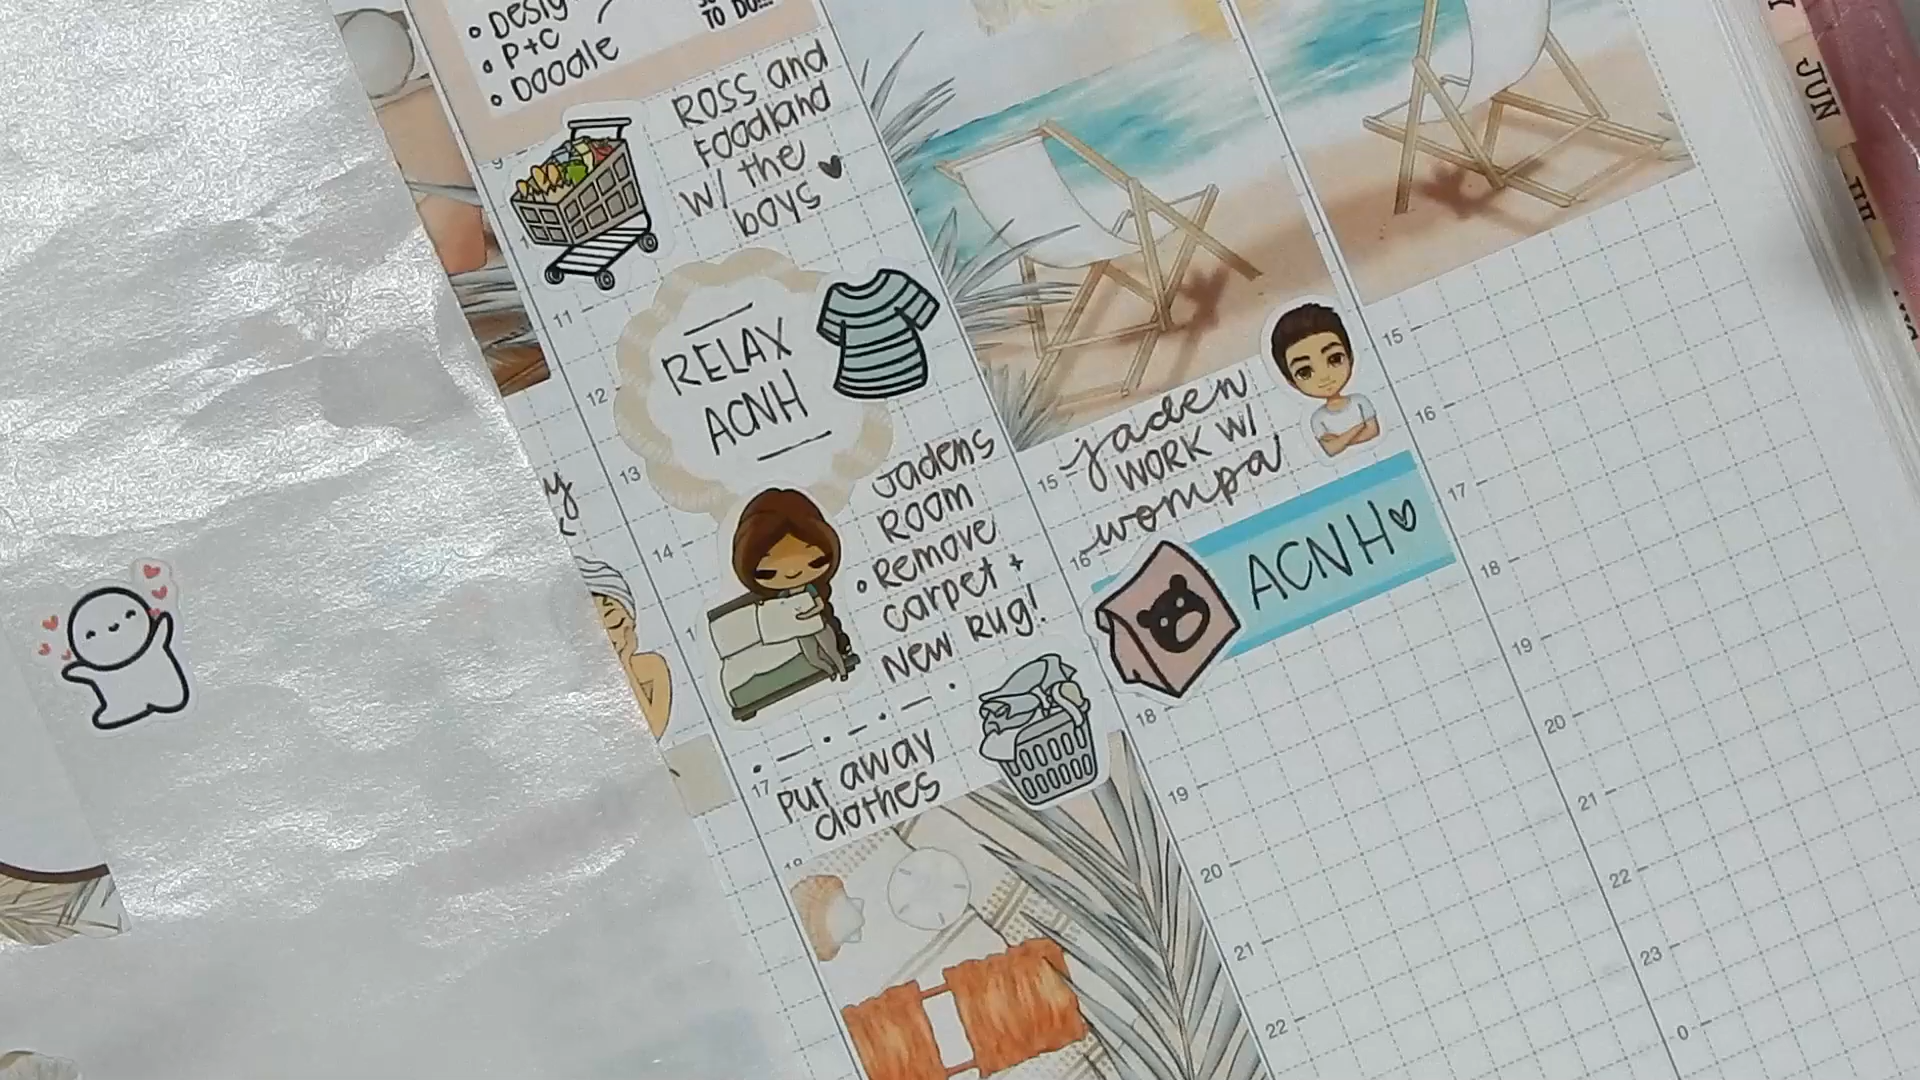 • P+C
• Doodle
TO DO!!!
ROSS and
Foodland
w/ the
boys ♥
9
11
12
13
14
17
RELAX
ACNH
Jadens
ROOM
• Remove
carpet +
New Rug!
put away
clothes
jaden
WORK W/
wompa
ACNH♡
15
16
18
19
20
21
22
15
16
17
18
19
20
21
22
23
0
JUN